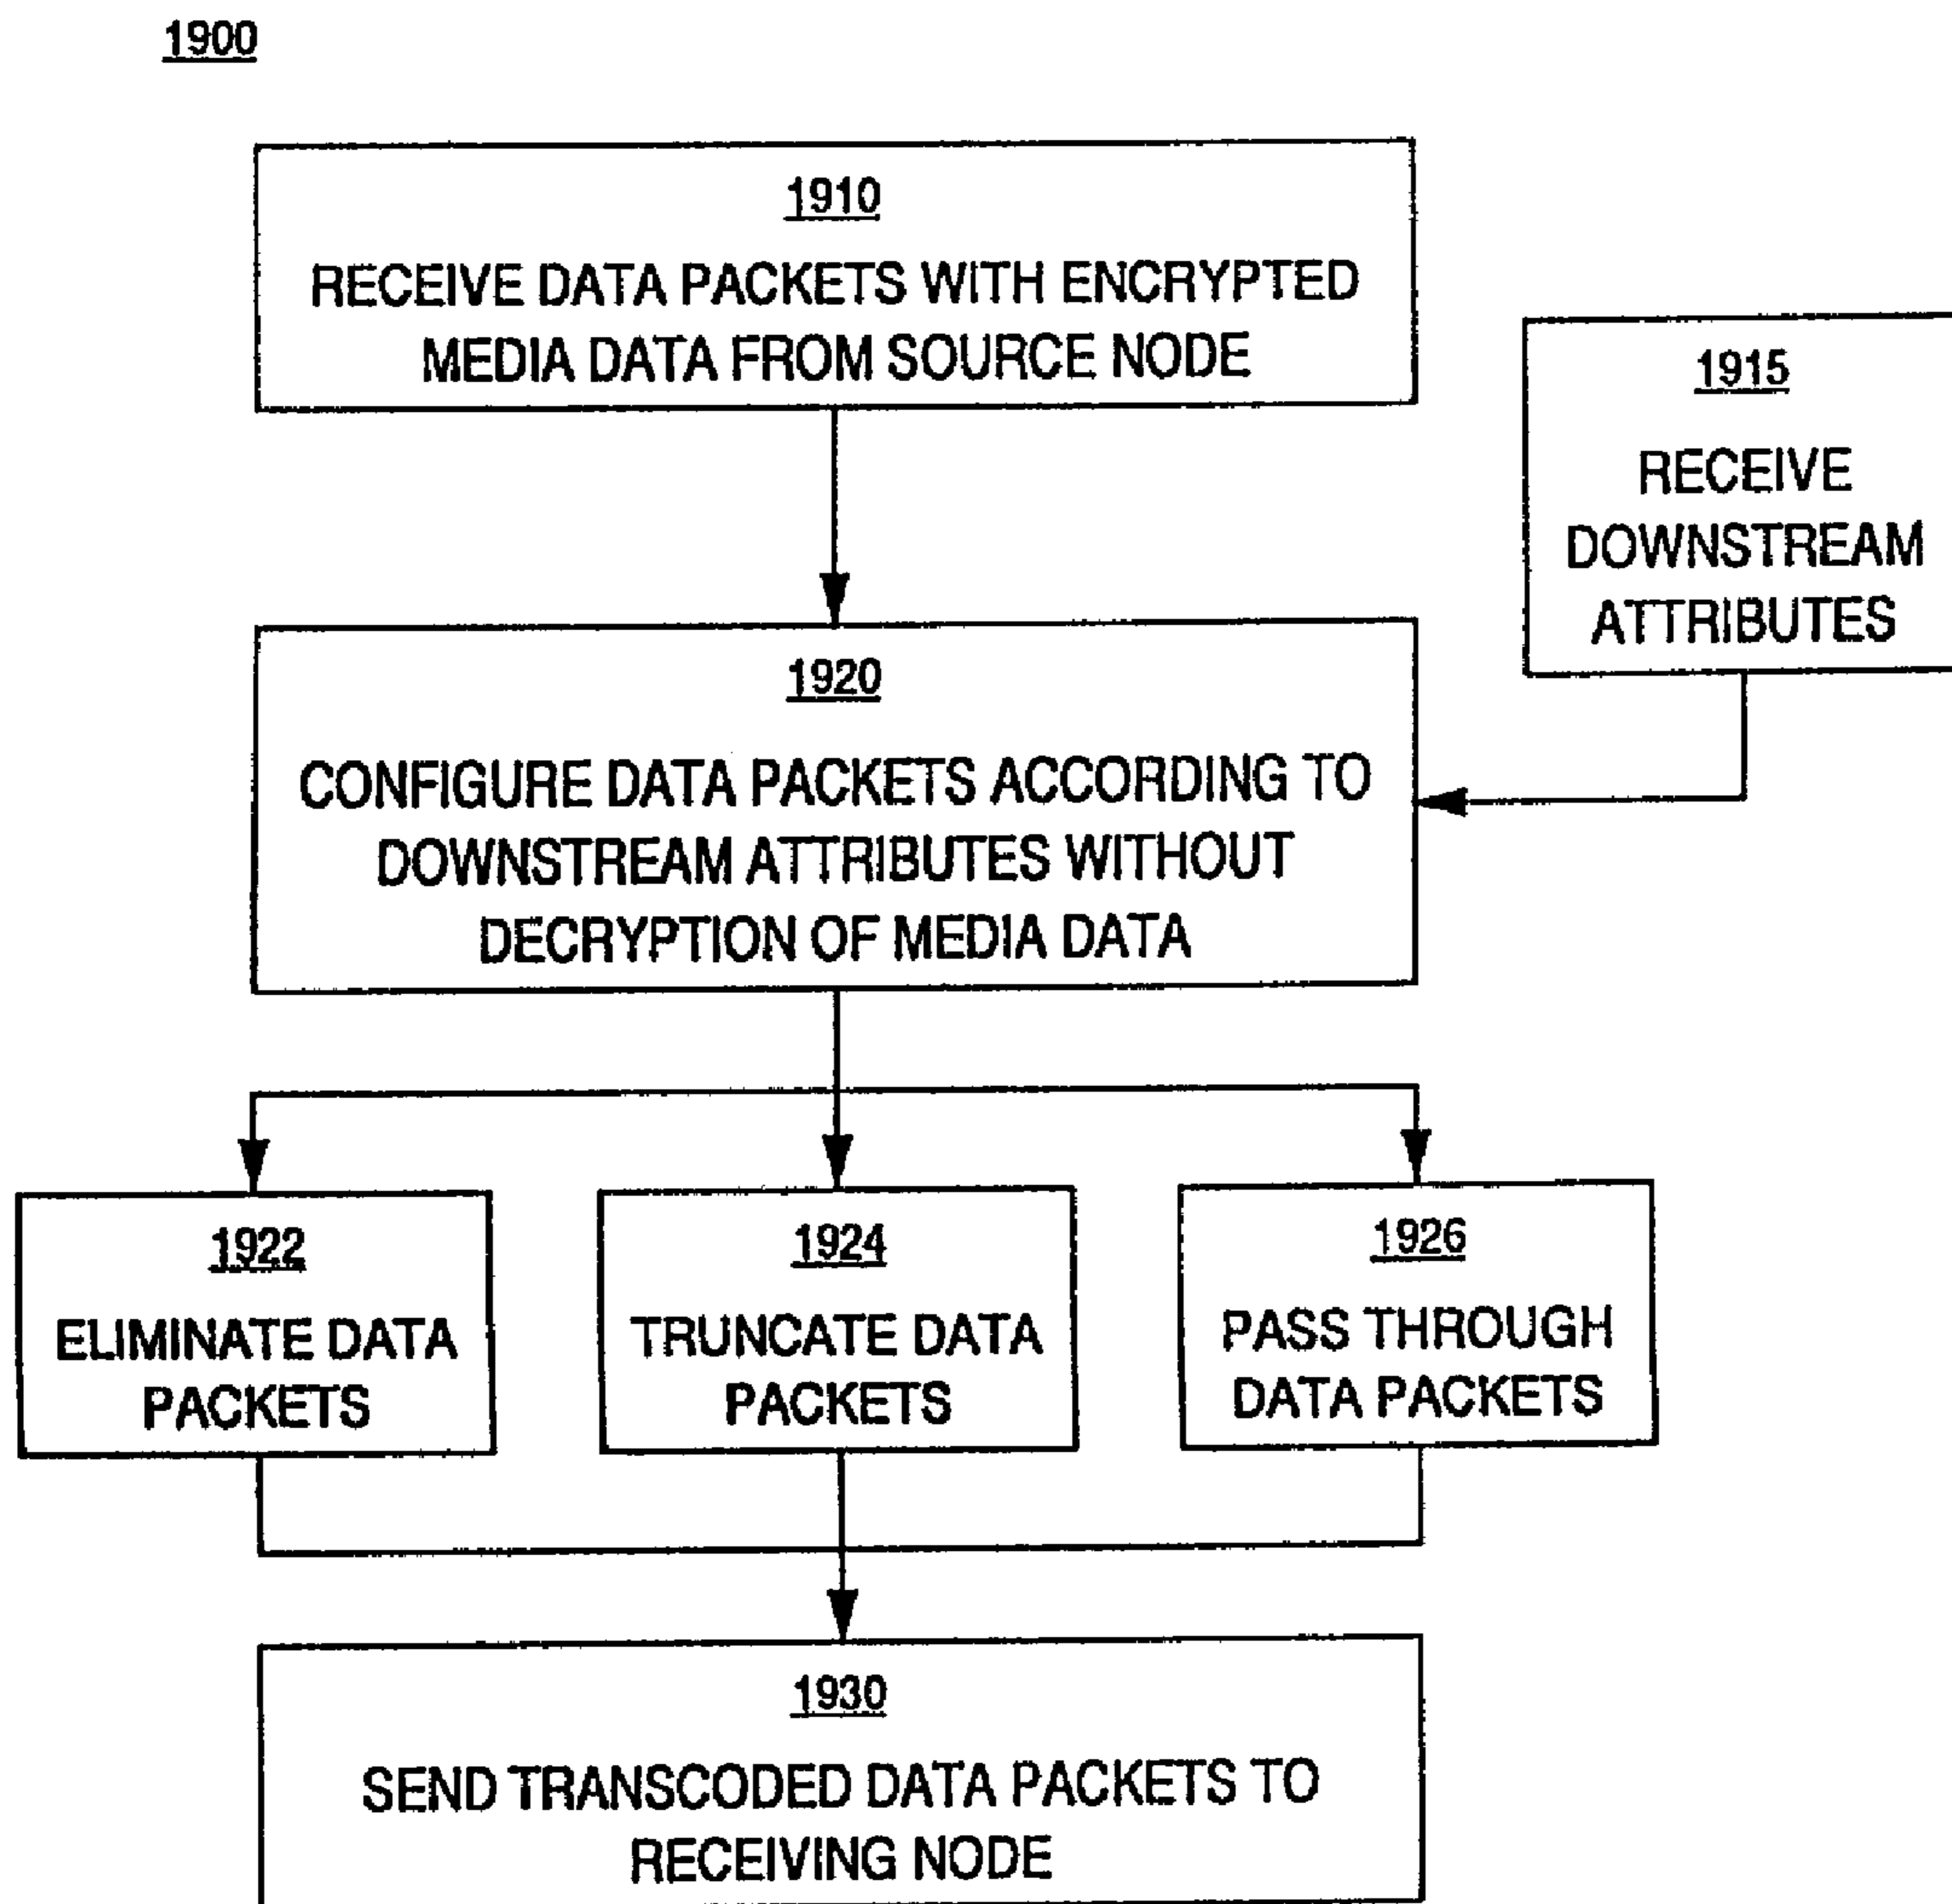 1900
1910
RECEIVE DATA PACKETS WITH ENCRYPTED
MEDIA DATA FROM SOURCE NODE
1915
RECEIVE
DOWNSTREAM
ATTRIBUTES
1920
CONFIGURE DATA PACKETS ACCORDING TO
DOWNSTREAM ATTRIBUTES WITHOUT
DECRYPTION OF MEDIA DATA
1922
ELIMINATE DATA
PACKETS
1924
TRUNCATE DATA
PACKETS
1926
PASS THROUGH
DATA PACKETS
1930
SEND TRANSCODED DATA PACKETS TO
RECEIVING NODE